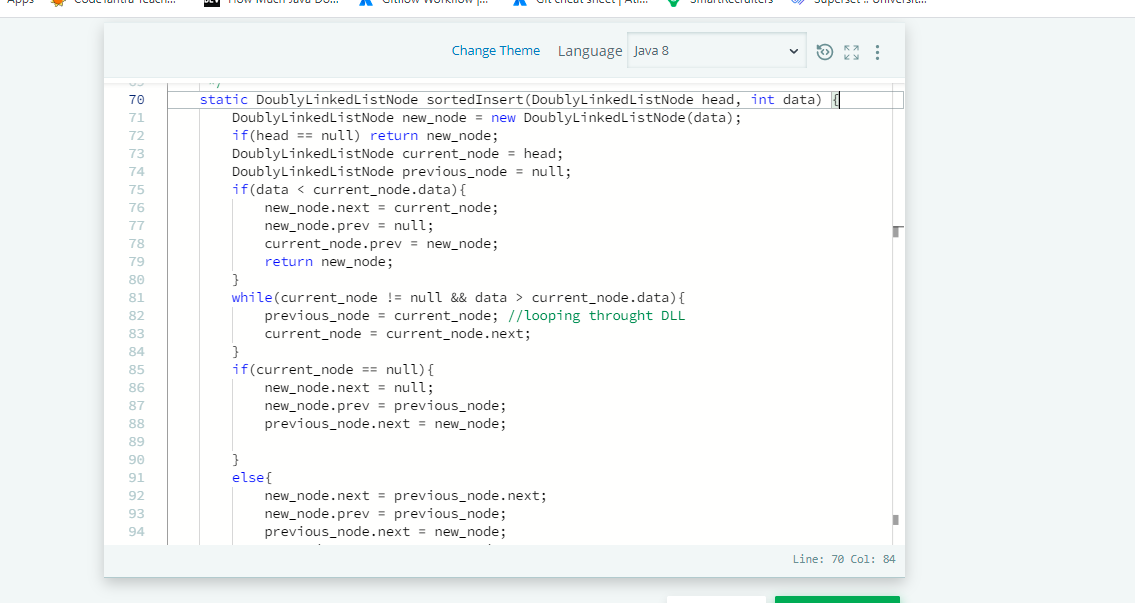 Apps CodeTantra Teach... How Much Java Do... Gitflow Workflow |... Git cheat sheet | Atl... SmartRecruiters Superset :: Universit...
Change Theme Language Java 8
*/
70 static DoublyLinkedListNode sortedInsert(DoublyLinkedListNode head, int data) {
71 DoublyLinkedListNode new_node = new DoublyLinkedListNode(data);
72 if(head == null) return new_node;
73 DoublyLinkedListNode current_node = head;
74 DoublyLinkedListNode previous_node = null;
75 if(data < current_node.data){
76 new_node.next = current_node;
77 new_node.prev = null;
78 current_node.prev = new_node;
79 return new_node;
80 }
81 while(current_node != null && data > current_node.data){
82 previous_node = current_node; //looping throught DLL
83 current_node = current_node.next;
84 }
85 if(current_node == null){
86 new_node.next = null;
87 new_node.prev = previous_node;
88 previous_node.next = new_node;
89
90 }
91 else{
92 new_node.next = previous_node.next;
93 new_node.prev = previous_node;
94 previous_node.next = new_node;
Line: 70 Col: 84